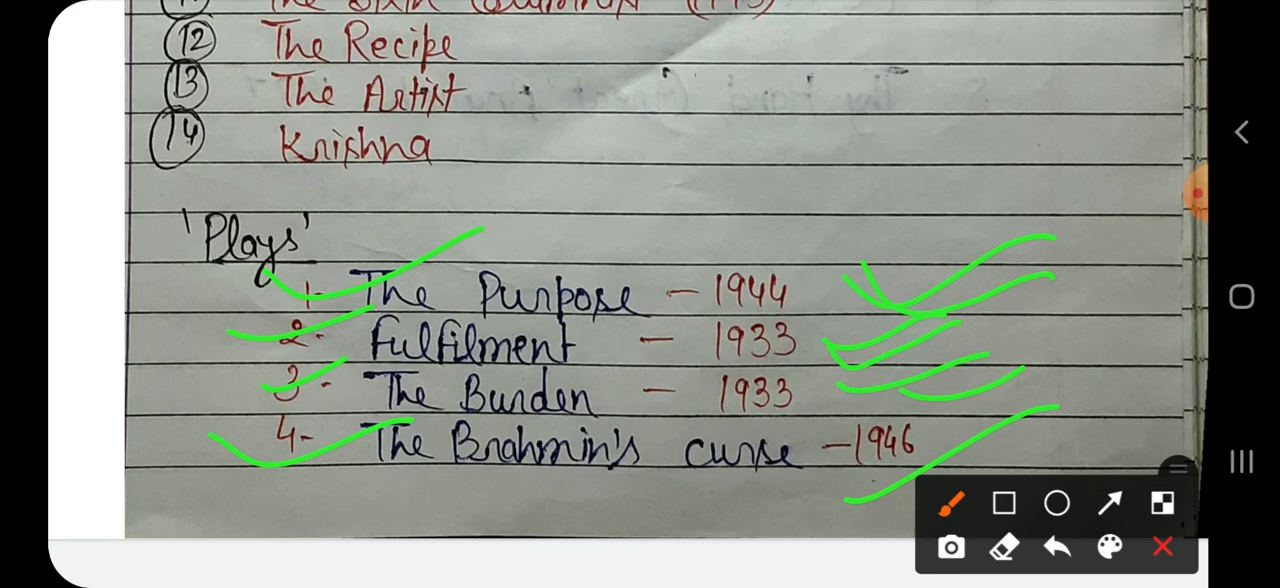 (12) The Recipe
(13) The Artist
(14) Krishna
'Plays'
1- The Purpose - 1944
2- Fulfilment - 1933
3- The Burden - 1933
4- The Brahmin's curse - 1946